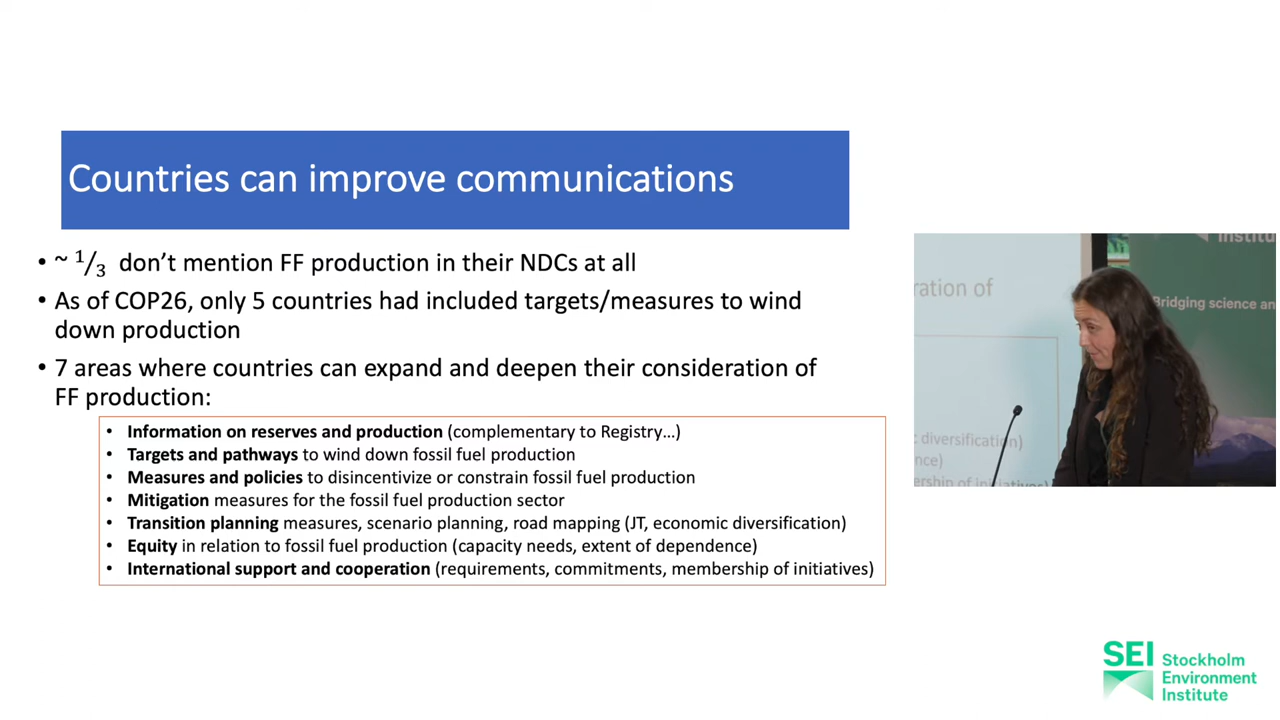 Countries can improve communications
• ~ 1/3 don't mention FF production in their NDCs at all
• As of COP26, only 5 countries had included targets/measures to wind
down production
• 7 areas where countries can expand and deepen their consideration of
FF production:
• Information on reserves and production (complementary to Registry…)
• Targets and pathways to wind down fossil fuel production
• Measures and policies to disincentivize or constrain fossil fuel production
• Mitigation measures for the fossil fuel production sector
• Transition planning measures, scenario planning, road mapping (JT, economic diversification)
• Equity in relation to fossil fuel production (capacity needs, extent of dependence)
• International support and cooperation (requirements, commitments, membership of initiatives)
ration of
diversification)
nce)
ership of initiatives)
Institu
Bridging science an
SEI Stockholm
Environment
Institute